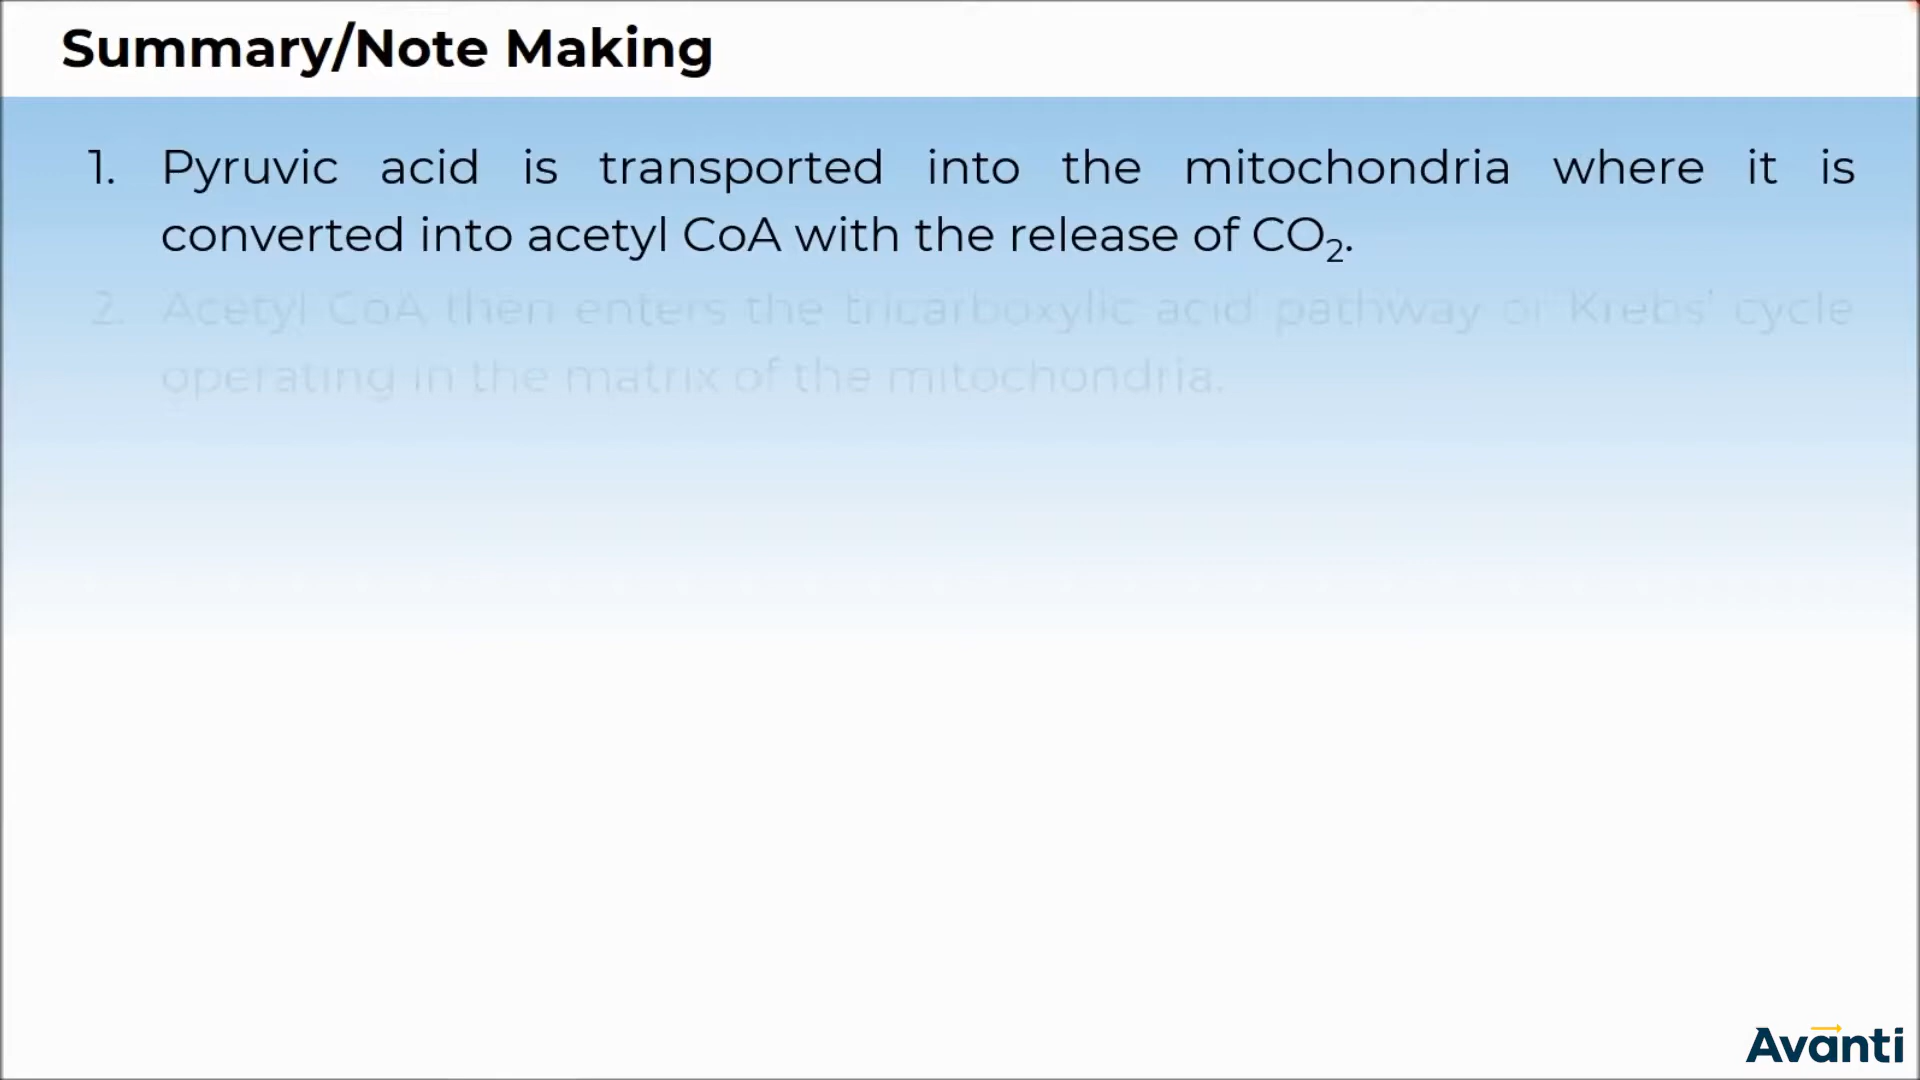 Summary/Note Making
1. Pyruvic acid is transported into the mitochondria where it is
converted into acetyl CoA with the release of CO₂.
2. Acetyl CoA then enters the tricarboxylic acid pathway or Krebs' cycle
operating in the matrix of the mitochondria.
Avanti